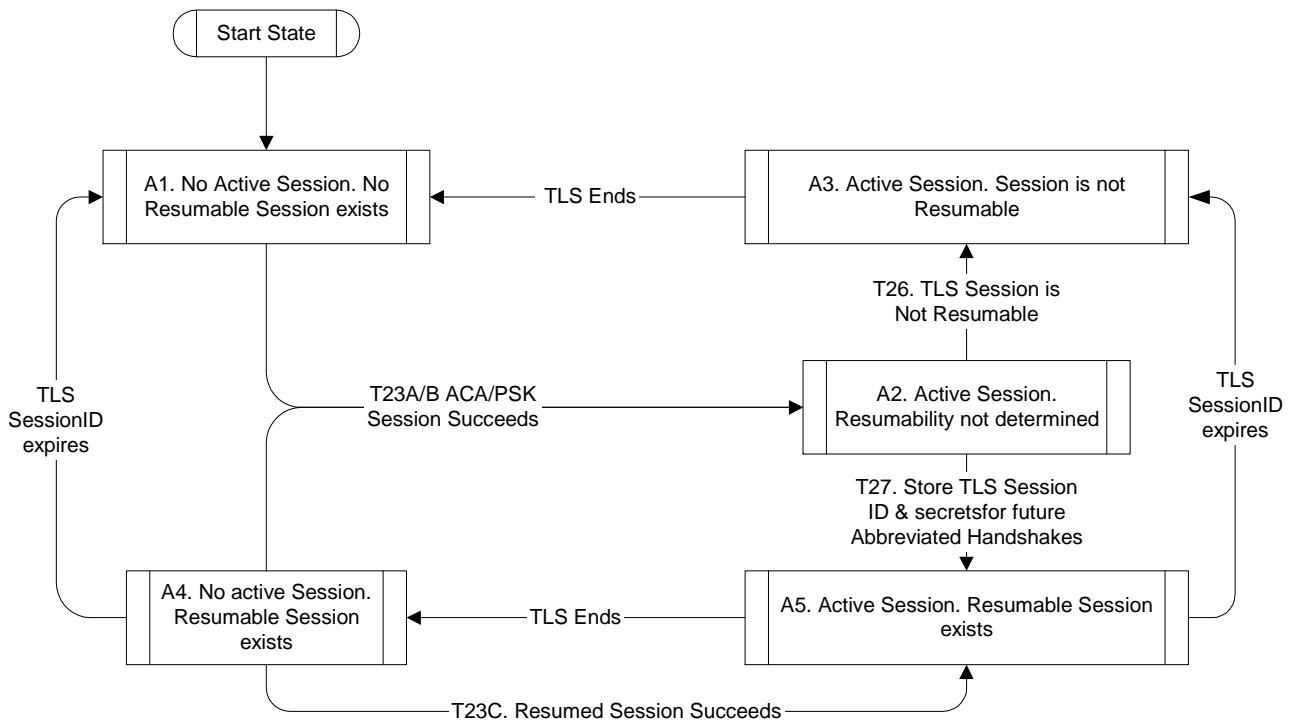 Start State
A1. No Active Session. No
Resumable Session exists
TLS Ends
A3. Active Session. Session is not
Resumable
T26. TLS Session is
Not Resumable
TLS
SessionID
expires
T23A/B ACA/PSK
Session Succeeds
A2. Active Session.
Resumability not determined
TLS
SessionID
expires
T27. Store TLS Session
ID & secretsfor future
Abbreviated Handshakes
A4. No active Session.
Resumable Session
exists
TLS Ends
A5. Active Session. Resumable Session
exists
T23C. Resumed Session Succeeds